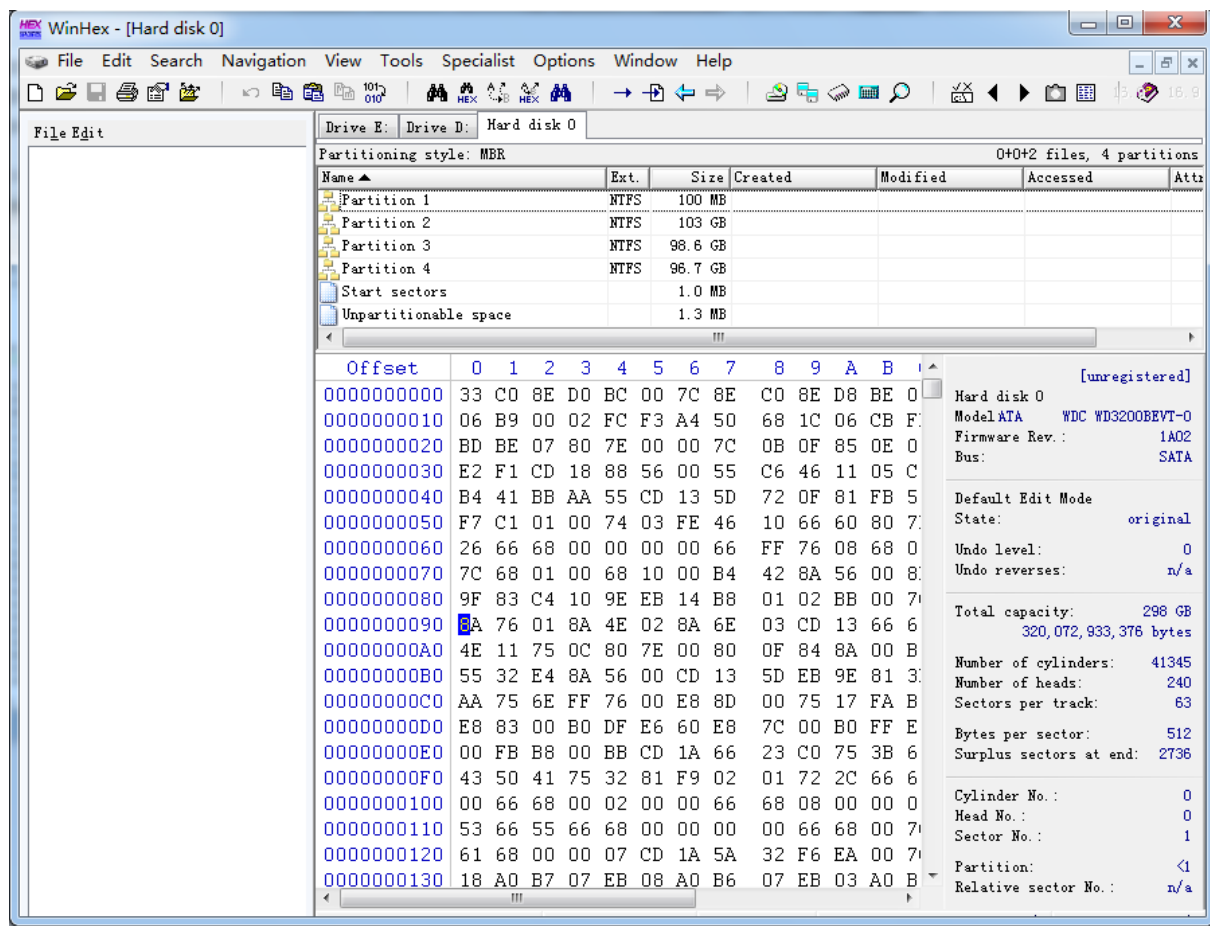 WinHex - [Hard disk 0]
File Edit Search Navigation View Tools Specialist Options Window Help
File Edit
Drive E: Drive D: Hard disk 0
Partitioning style: MBR 0+0+2 files, 4 partitions
Name Ext. Size Created Modified Accessed Attr
Partition 1 NTFS 100 MB
Partition 2 NTFS 103 GB
Partition 3 NTFS 98.6 GB
Partition 4 NTFS 96.7 GB
Start sectors 1.0 MB
Unpartitionable space 1.3 MB
Offset 0 1 2 3 4 5 6 7 8 9 A B
0000000000 33 C0 8E D0 BC 00 7C 8E C0 8E D8 BE 0
0000000010 06 B9 00 02 FC F3 A4 50 68 1C 06 CB F
0000000020 BD BE 07 80 7E 00 00 7C 0B 0F 85 0E 0
0000000030 E2 F1 CD 18 88 56 00 55 C6 46 11 05 C
0000000040 B4 41 BB AA 55 CD 13 5D 72 0F 81 FB 5
0000000050 F7 C1 01 00 74 03 FE 46 10 66 60 80 7
0000000060 26 66 68 00 00 00 00 66 FF 76 08 68 0
0000000070 7C 68 01 00 68 10 00 B4 42 8A 56 00 8
0000000080 9F 83 C4 10 9E EB 14 B8 01 02 BB 00 7
0000000090 8A 76 01 8A 4E 02 8A 6E 03 CD 13 66 6
00000000A0 4E 11 75 0C 80 7E 00 80 0F 84 8A 00 B
00000000B0 55 32 E4 8A 56 00 CD 13 5D EB 9E 81 3
00000000C0 AA 75 6E FF 76 00 E8 8D 00 75 17 FA B
00000000D0 E8 83 00 B0 DF E6 60 E8 7C 00 B0 FF E
00000000E0 00 FB B8 00 BB CD 1A 66 23 C0 75 3B 6
00000000F0 43 50 41 75 32 81 F9 02 01 72 2C 66 6
0000000100 00 66 68 00 02 00 00 66 68 08 00 00 0
0000000110 53 66 55 66 68 00 00 00 00 66 68 00 7
0000000120 61 68 00 00 07 CD 1A 5A 32 F6 EA 00 7
0000000130 18 A0 B7 07 EB 08 A0 B6 07 EB 03 A0 B
[unregistered]
Hard disk 0
Model ATA WDC WD3200BEVT-0
Firmware Rev.: 1A02
Bus: SATA
Default Edit Mode
State: original
Undo level: 0
Undo reverses: n/a
Total capacity: 298 GB
320,072,933,376 bytes
Number of cylinders: 41345
Number of heads: 240
Sectors per track: 63
Bytes per sector: 512
Surplus sectors at end: 2736
Cylinder No.: 0
Head No.: 0
Sector No.: 1
Partition: <1
Relative sector No.: n/a